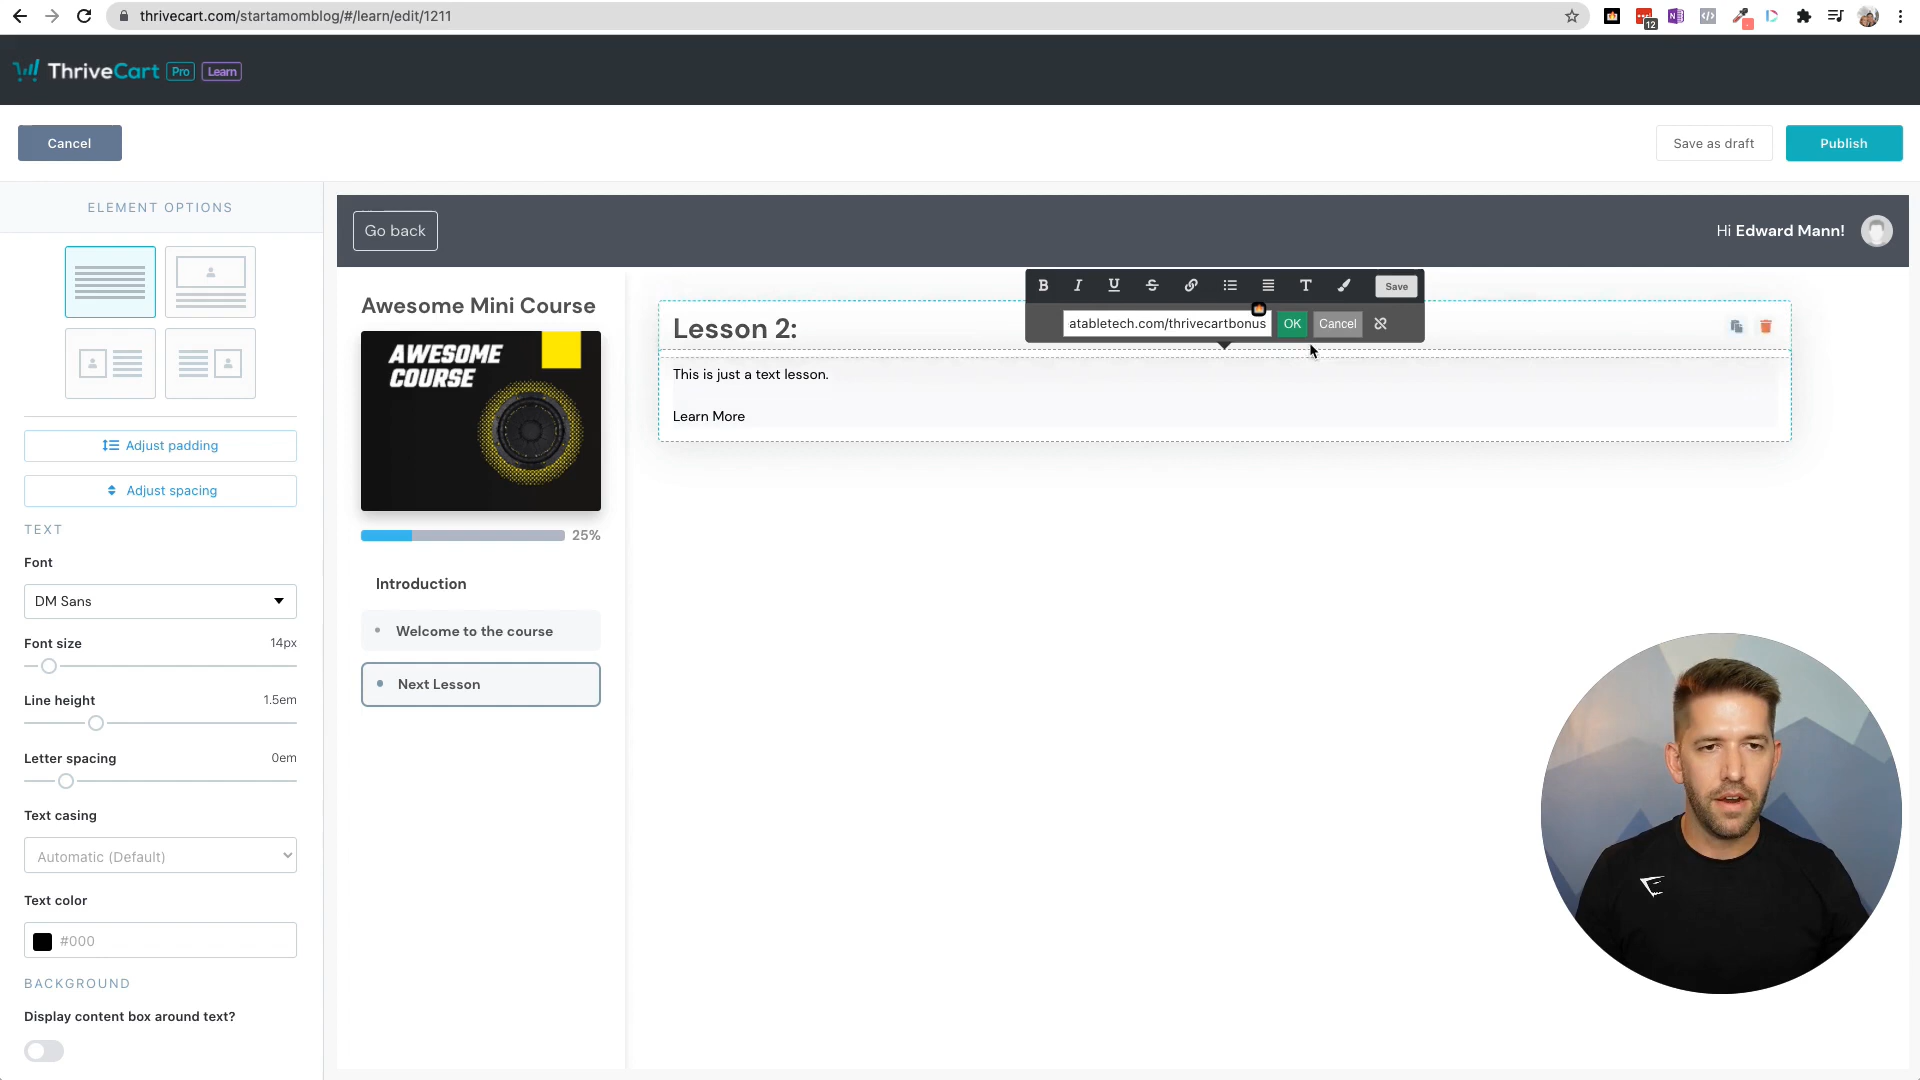 thrivecart.com/startamomblog/#/learn/edit/1211
12
ThriveCart Pro Learn
Cancel
Save as draft
Publish
ELEMENT OPTIONS
Go back
Hi Edward Mann!
Awesome Mini Course
AWESOME
COURSE
25%
Introduction
Welcome to the course
Next Lesson
Save
atabletech.com/thrivecartbonus
OK
Cancel
Lesson 2:
This is just a text lesson.
Learn More
Adjust padding
Adjust spacing
TEXT
Font
DM Sans
Font size
14px
Line height
1.5em
Letter spacing
0em
Text casing
Automatic (Default)
Text color
#000
BACKGROUND
Display content box around text?